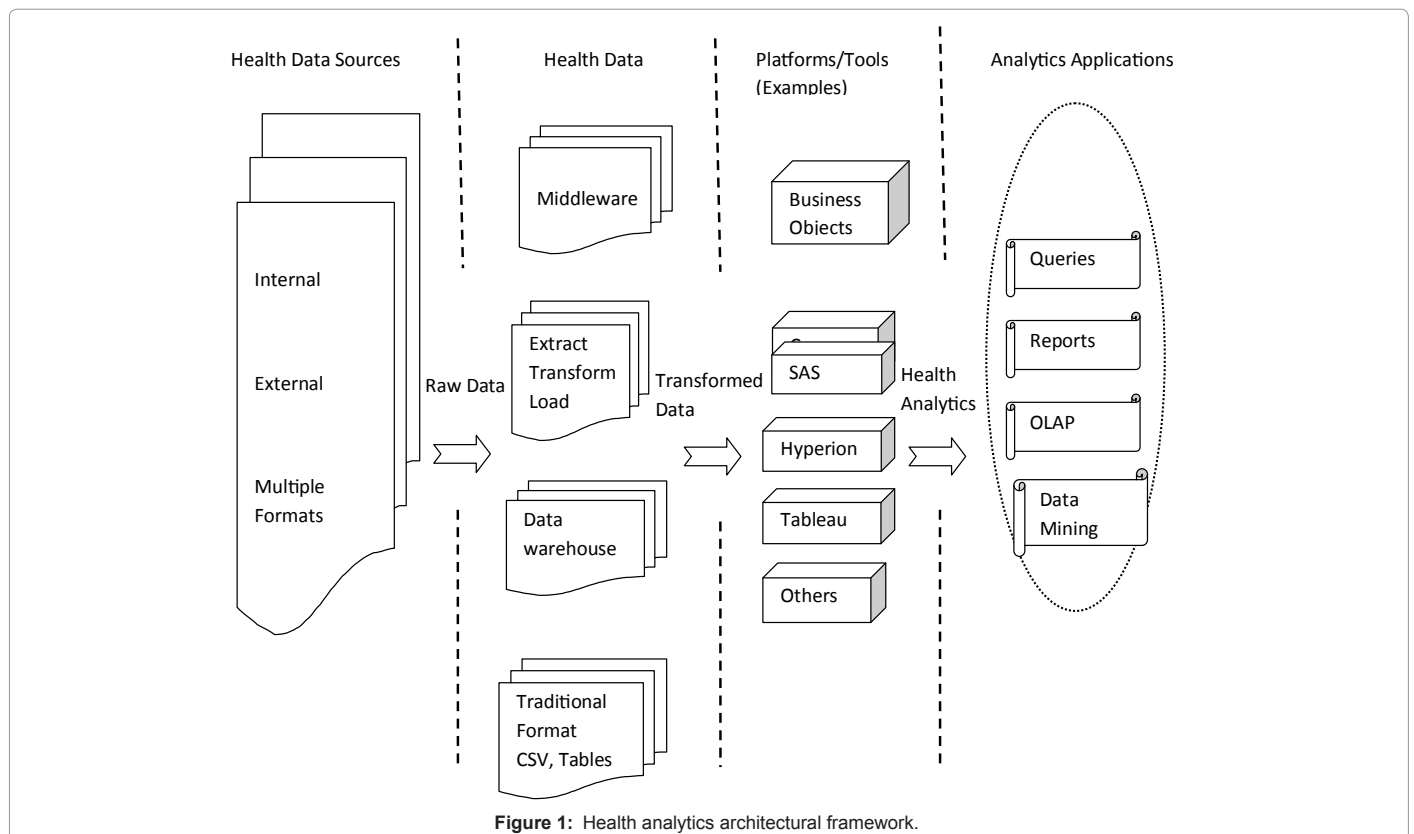 Health Data Sources
Health Data
Platforms/Tools
(Examples)
Analytics Applications
Internal
External
Multiple
Formats
Raw Data
Middleware
Extract
Transform
Load
Data
warehouse
Traditional
Format
CSV, Tables
Transformed
Data
Business
Objects
SAS
Hyperion
Tableau
Others
Health
Analytics
Queries
Reports
OLAP
Data
Mining
Figure 1: Health analytics architectural framework.